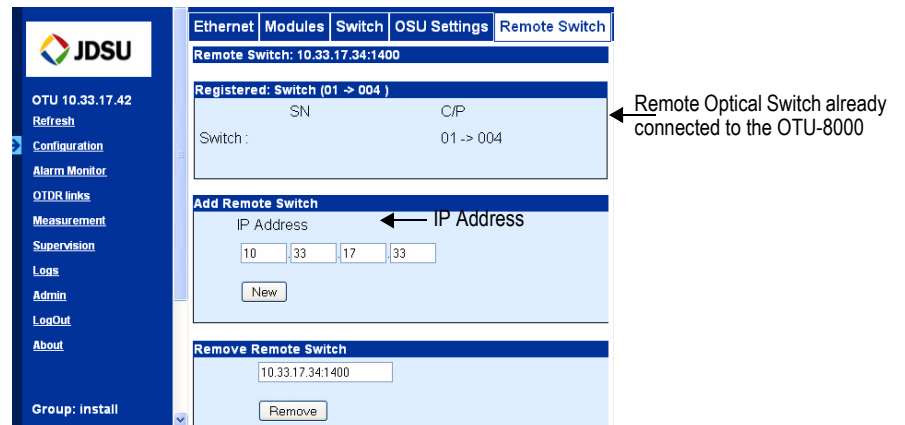 JDSU
OTU 10.33.17.42
Refresh
Configuration
Alarm Monitor
OTDR links
Measurement
Supervision
Logs
Admin
LogOut
About
Group: install
Ethernet Modules Switch OSU Settings Remote Switch
Remote Switch: 10.33.17.34:1400
Registered: Switch (01 -> 004 )
SN C/P
Switch : 01 -> 004
Remote Optical Switch already
connected to the OTU-8000
Add Remote Switch
IP Address
IP Address
10 . 33 . 17 . 33
New
Remove Remote Switch
10.33.17.34:1400
Remove